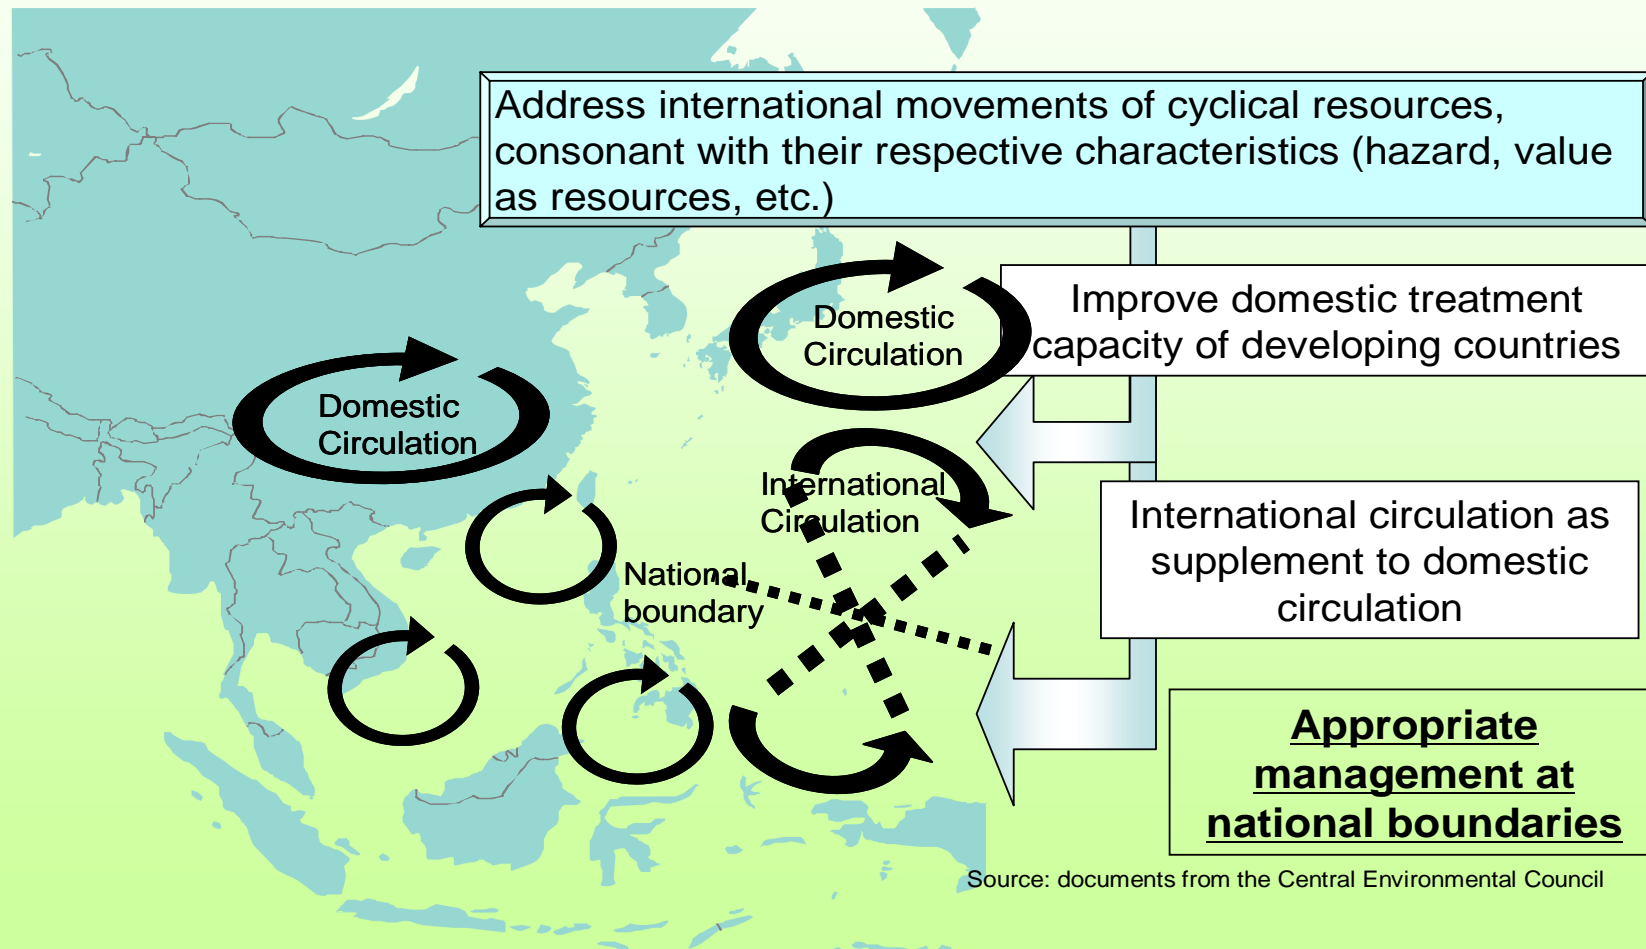 Address international movements of cyclical resources,
consonant with their respective characteristics (hazard, value
as resources, etc.)
Improve domestic treatment
capacity of developing countries
Domestic
Circulation
Domestic
Circulation
International
Circulation
International circulation as
supplement to domestic
circulation
National
boundary
Appropriate
management at
national boundaries
Source: documents from the Central Environmental Council